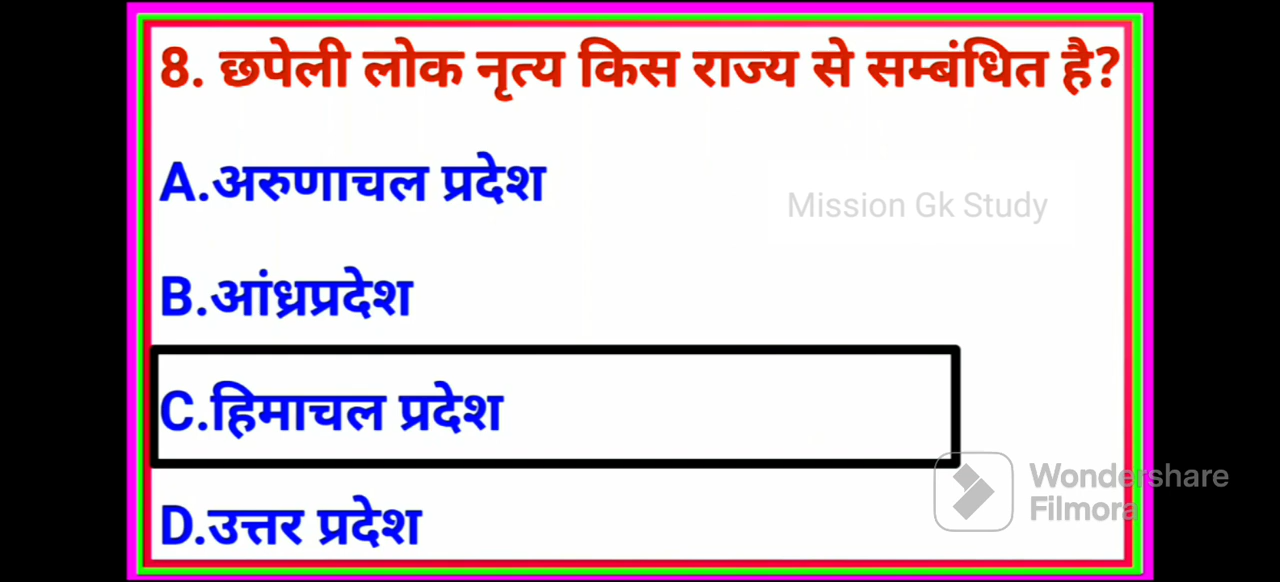 8. छपेली लोक नृत्य किस राज्य से सम्बंधित है?
A.अरुणाचल प्रदेश
Mission Gk Study
B.आंध्रप्रदेश
C.हिमाचल प्रदेश
Wondershare
Filmora
D.उत्तर प्रदेश